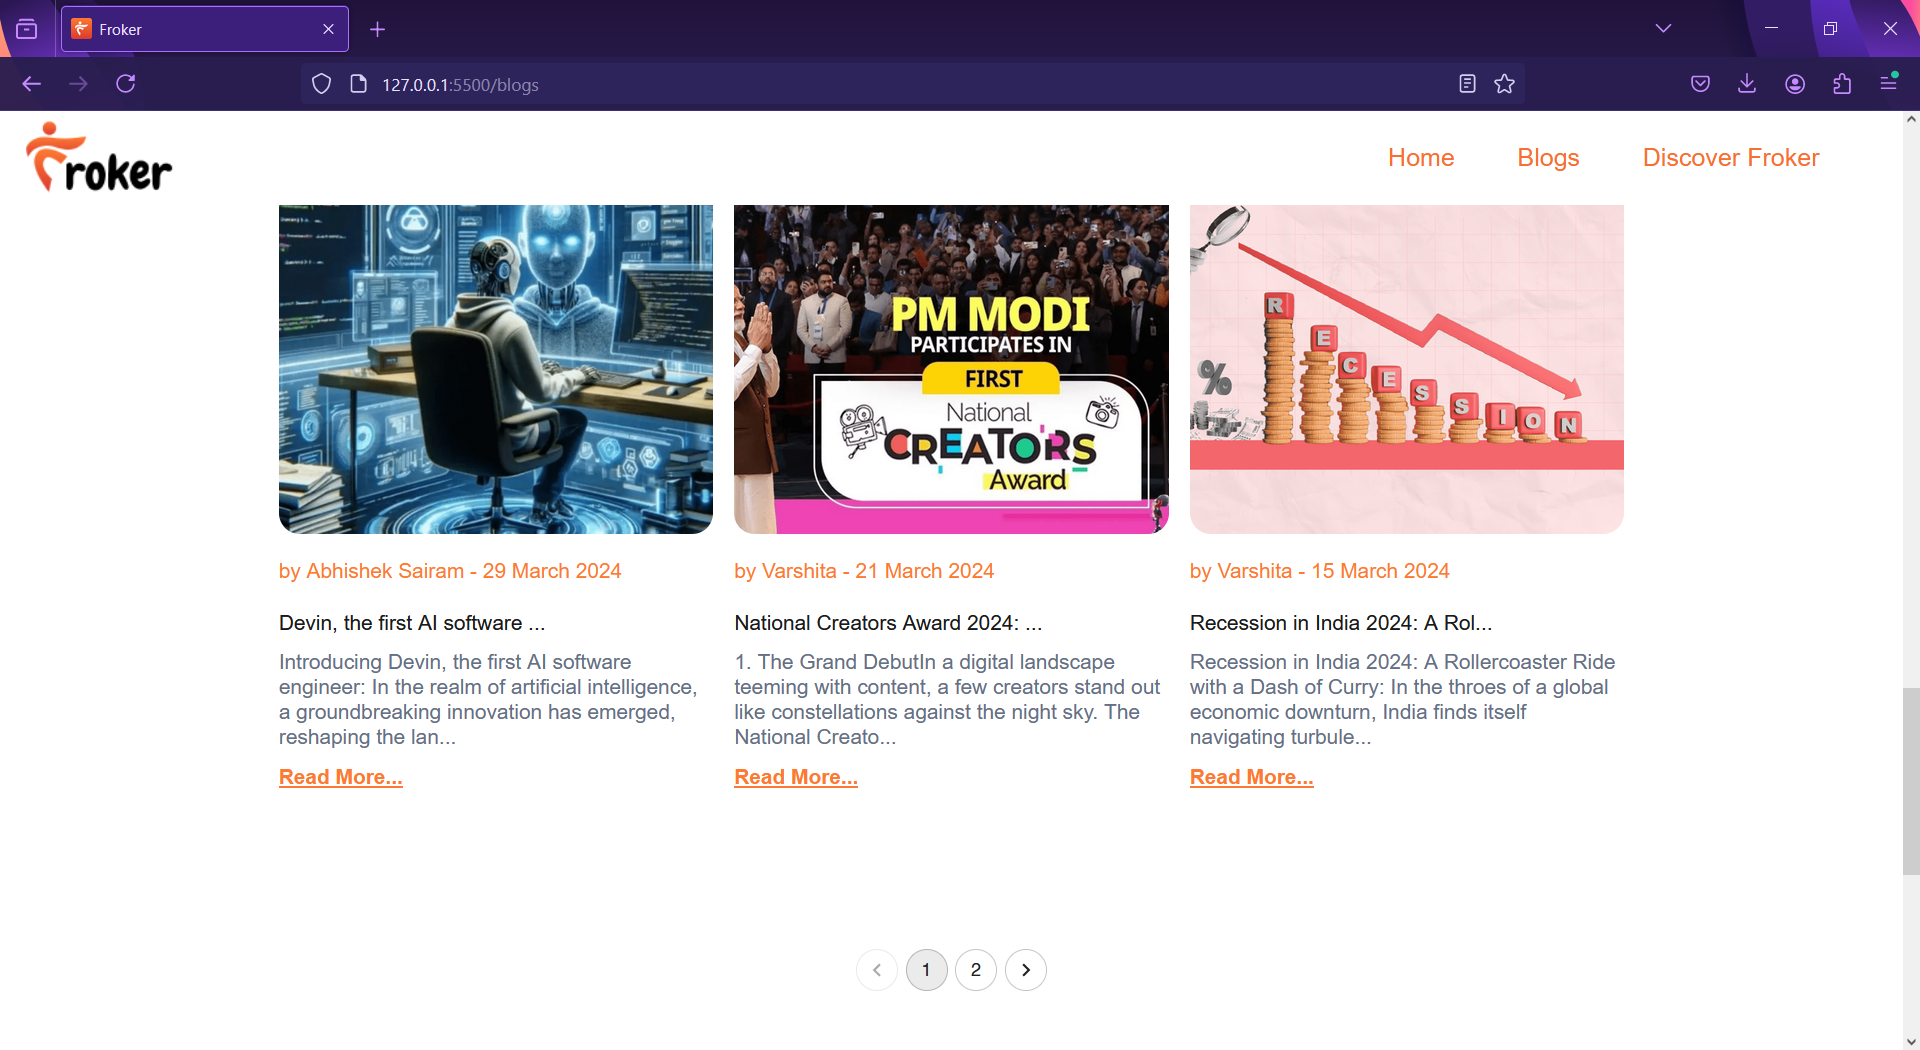 Froker
127.0.0.1:5500/blogs
roker
Home
Blogs
Discover Froker
PM MODI
PARTICIPATES IN
FIRST
National
CREATORS
Award
%
RECESSION
by Abhishek Sairam - 29 March 2024
Devin, the first AI software ...
Introducing Devin, the first AI software
engineer: In the realm of artificial intelligence,
a groundbreaking innovation has emerged,
reshaping the lan...
Read More...
by Varshita - 21 March 2024
National Creators Award 2024: ...
1. The Grand DebutIn a digital landscape
teeming with content, a few creators stand out
like constellations against the night sky. The
National Creato...
Read More...
by Varshita - 15 March 2024
Recession in India 2024: A Rol...
Recession in India 2024: A Rollercoaster Ride
with a Dash of Curry: In the throes of a global
economic downturn, India finds itself
navigating turbule...
Read More...
1
2